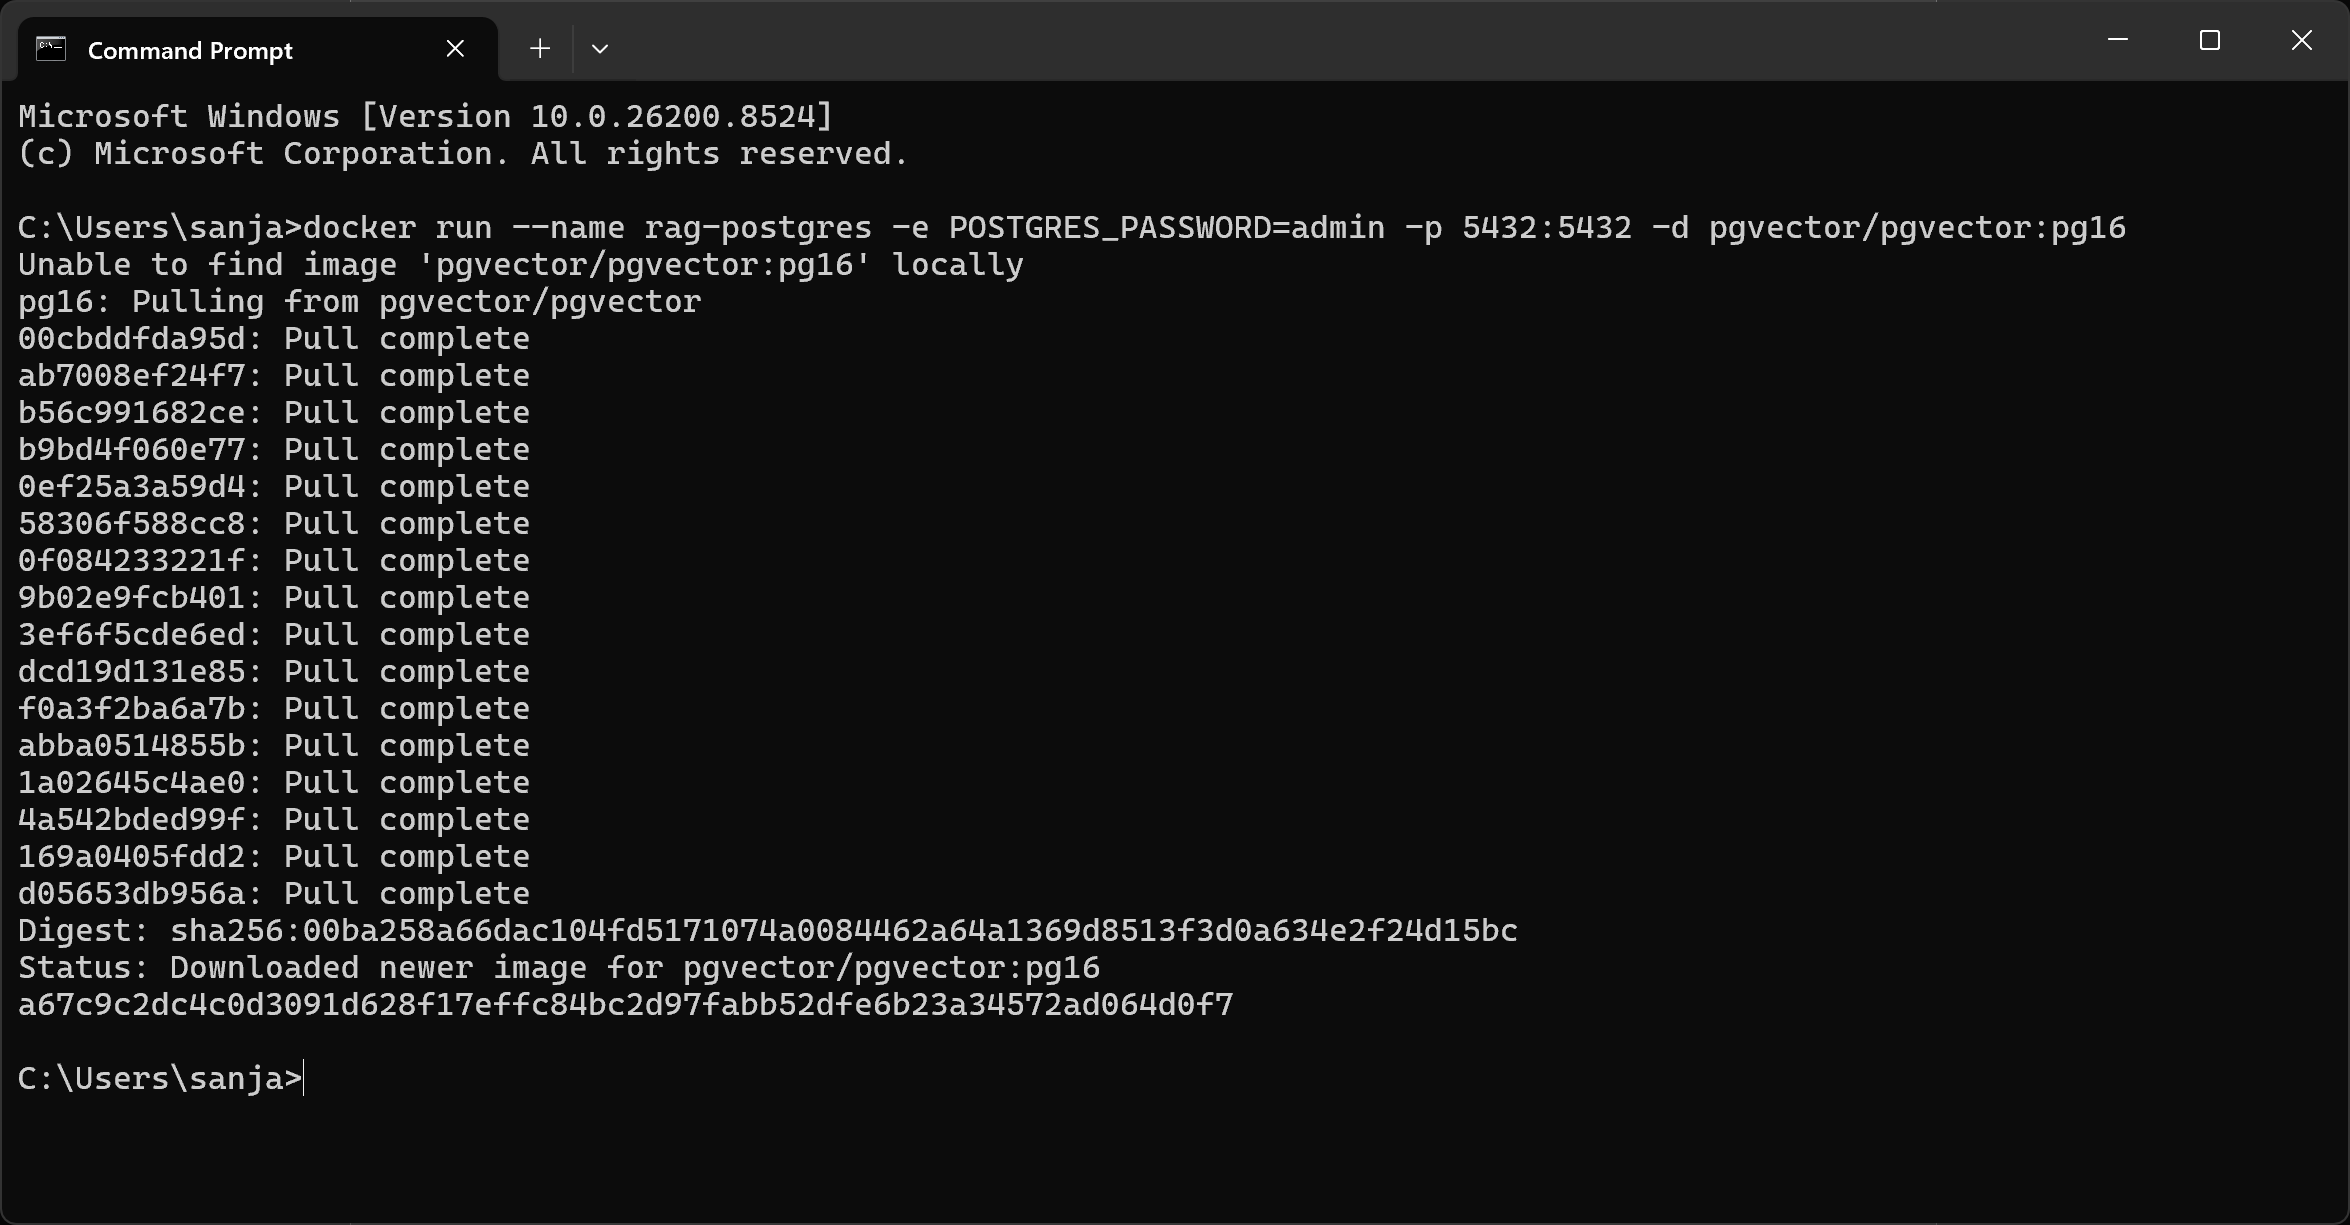 Command Prompt
Microsoft Windows [Version 10.0.26200.8524]
(c) Microsoft Corporation. All rights reserved.
C:\Users\sanja>docker run --name rag-postgres -e POSTGRES_PASSWORD=admin -p 5432:5432 -d pgvector/pgvector:pg16
Unable to find image 'pgvector/pgvector:pg16' locally
pg16: Pulling from pgvector/pgvector
00cbddfda95d: Pull complete
ab7008ef24f7: Pull complete
b56c991682ce: Pull complete
b9bd4f060e77: Pull complete
0ef25a3a59d4: Pull complete
58306f588cc8: Pull complete
0f084233221f: Pull complete
9b02e9fcb401: Pull complete
3ef6f5cde6ed: Pull complete
dcd19d131e85: Pull complete
f0a3f2ba6a7b: Pull complete
abba0514855b: Pull complete
1a02645c4ae0: Pull complete
4a542bded99f: Pull complete
169a0405fdd2: Pull complete
d05653db956a: Pull complete
Digest: sha256:00ba258a66dac104fd5171074a0084462a64a1369d8513f3d0a634e2f24d15bc
Status: Downloaded newer image for pgvector/pgvector:pg16
a67c9c2dc4c0d3091d628f17effc84bc2d97fabb52dfe6b23a34572ad064d0f7
C:\Users\sanja>